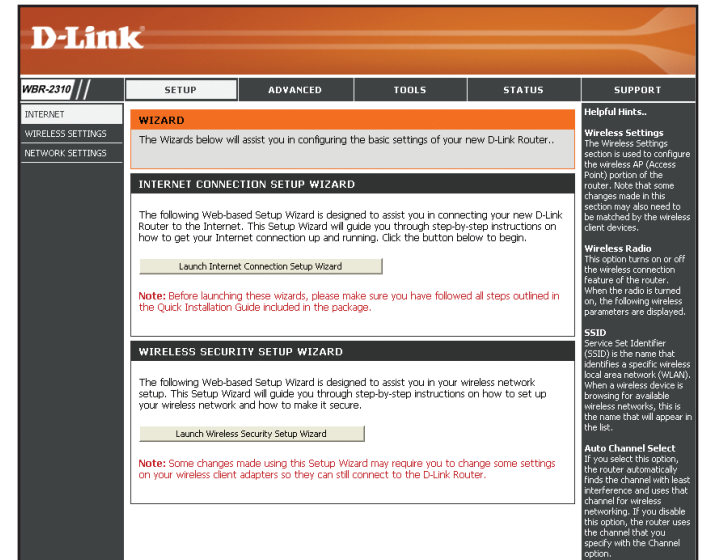 D-Link
WBR-2310 //
SETUP
ADVANCED
TOOLS
STATUS
SUPPORT
INTERNET
WIRELESS SETTINGS
NETWORK SETTINGS
WIZARD
The Wizards below will assist you in configuring the basic settings of your new D-Link Router..
INTERNET CONNECTION SETUP WIZARD
The following Web-based Setup Wizard is designed to assist you in connecting your new D-Link
Router to the Internet. This Setup Wizard will guide you through step-by-step instructions on
how to get your Internet connection up and running. Click the button below to begin.
Launch Internet Connection Setup Wizard
Note: Before launching these wizards, please make sure you have followed all steps outlined in
the Quick Installation Guide included in the package.
WIRELESS SECURITY SETUP WIZARD
The following Web-based Setup Wizard is designed to assist you in your wireless network
setup. This Setup Wizard will guide you through step-by-step instructions on how to set up
your wireless network and how to make it secure.
Launch Wireless Security Setup Wizard
Note: Some changes made using this Setup Wizard may require you to change some settings
on your wireless client adapters so they can still connect to the D-Link Router.
Helpful Hints..
Wireless Settings
The Wireless Settings
section is used to configure
the wireless AP (Access
Point) portion of the
router. Note that some
changes made in this
section may also need to
be matched by the wireless
client devices.
Wireless Radio
This option turns on or off
the wireless connection
feature of the router.
When the radio is turned
on, the following wireless
parameters are displayed.
SSID
Service Set Identifier
(SSID) is the name that
identifies a specific wireless
local area network (WLAN).
When a wireless device is
browsing for available
wireless networks, this is
the name that will appear in
the list.
Auto Channel Select
If you select this option,
the router automatically
finds the channel with least
interference and uses that
channel for wireless
networking. If you disable
this option, the router uses
the channel that you
specify with the Channel
option.